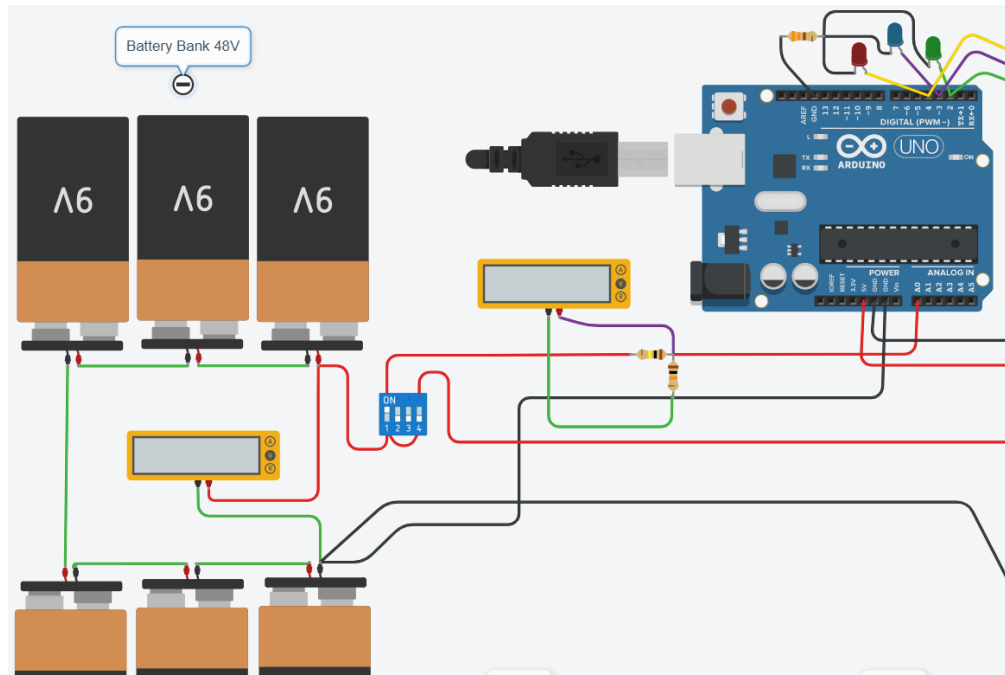 Battery Bank 48V
9V
9V
9V
A
V
R
A
V
R
ON
1 2 3 4
AREF
GND
13
12
~11
~10
~9
8
7
~6
~5
4
~3
2
TX→1
RX←0
DIGITAL (PWM~)
L
TX
RX
UNO
ARDUINO
ON
POWER
ANALOG IN
IOREF
RESET
3.3V
5V
GND
GND
Vin
A0
A1
A2
A3
A4
A5